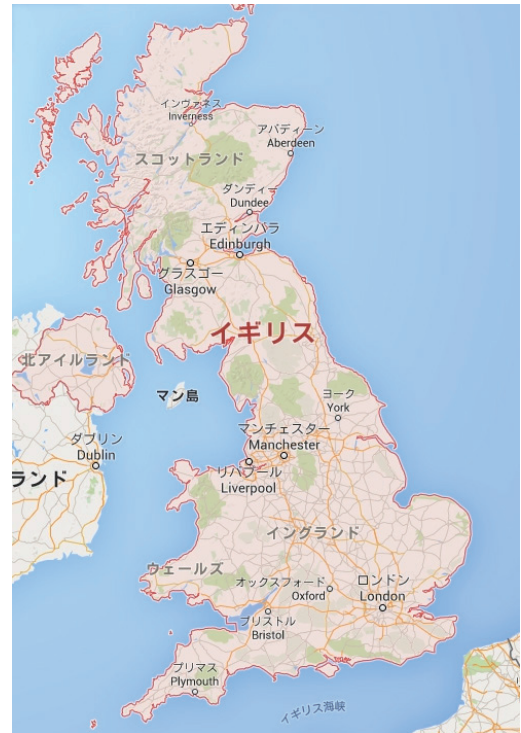 インヴァネス
Inverness
アバディーン
Aberdeen
スコットランド
ダンディー
Dundee
エディンバラ
Edinburgh
グラスゴー
Glasgow
イギリス
北アイルランド
マン島
ヨーク
York
ダブリン
Dublin
マンチェスター
Manchester
リバプール
Liverpool
ランド
イングランド
ウェールズ
オックスフォード
Oxford
ロンドン
London
ブリストル
Bristol
プリマス
Plymouth
イギリス海峡